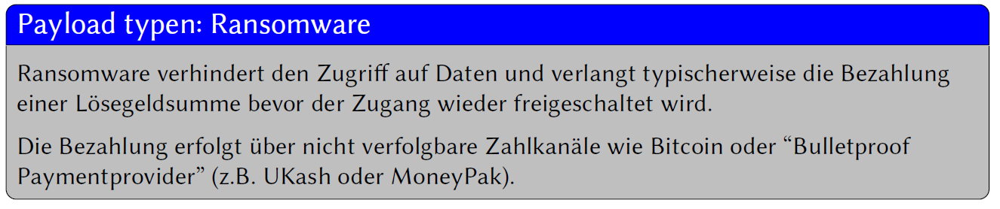 Payload typen: Ransomware
Ransomware verhindert den Zugriff auf Daten und verlangt typischerweise die Bezahlung
einer Lösegeldsumme bevor der Zugang wieder freigeschaltet wird.
Die Bezahlung erfolgt über nicht verfolgbare Zahlkanäle wie Bitcoin oder “Bulletproof
Paymentprovider” (z.B. UKash oder MoneyPak).